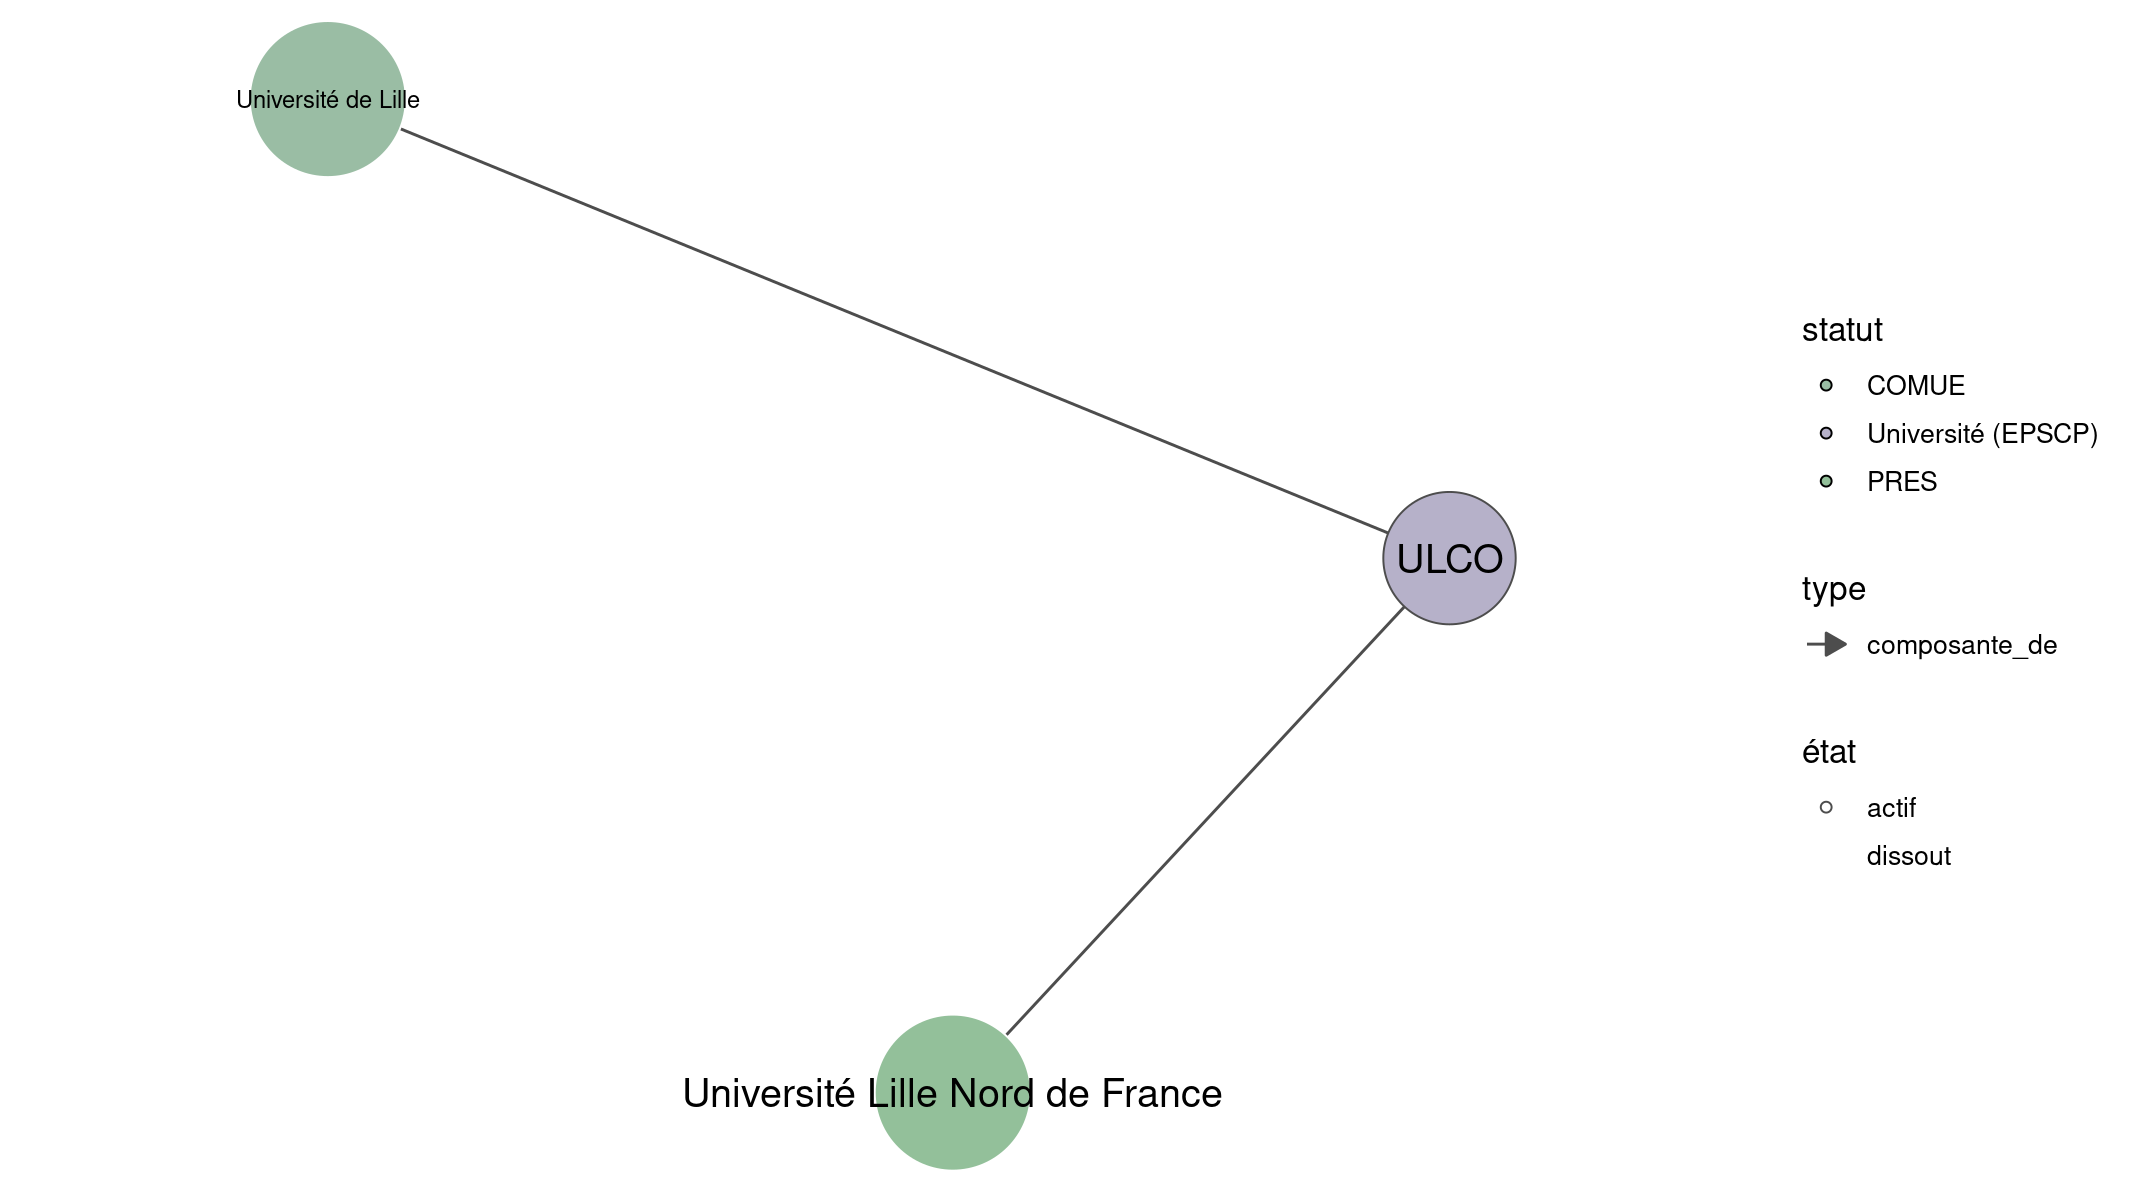 Université de Lille
ULCO
Université Lille Nord de France
statut
COMUE
Université (EPSCP)
PRES
type
composante_de
état
actif
dissout